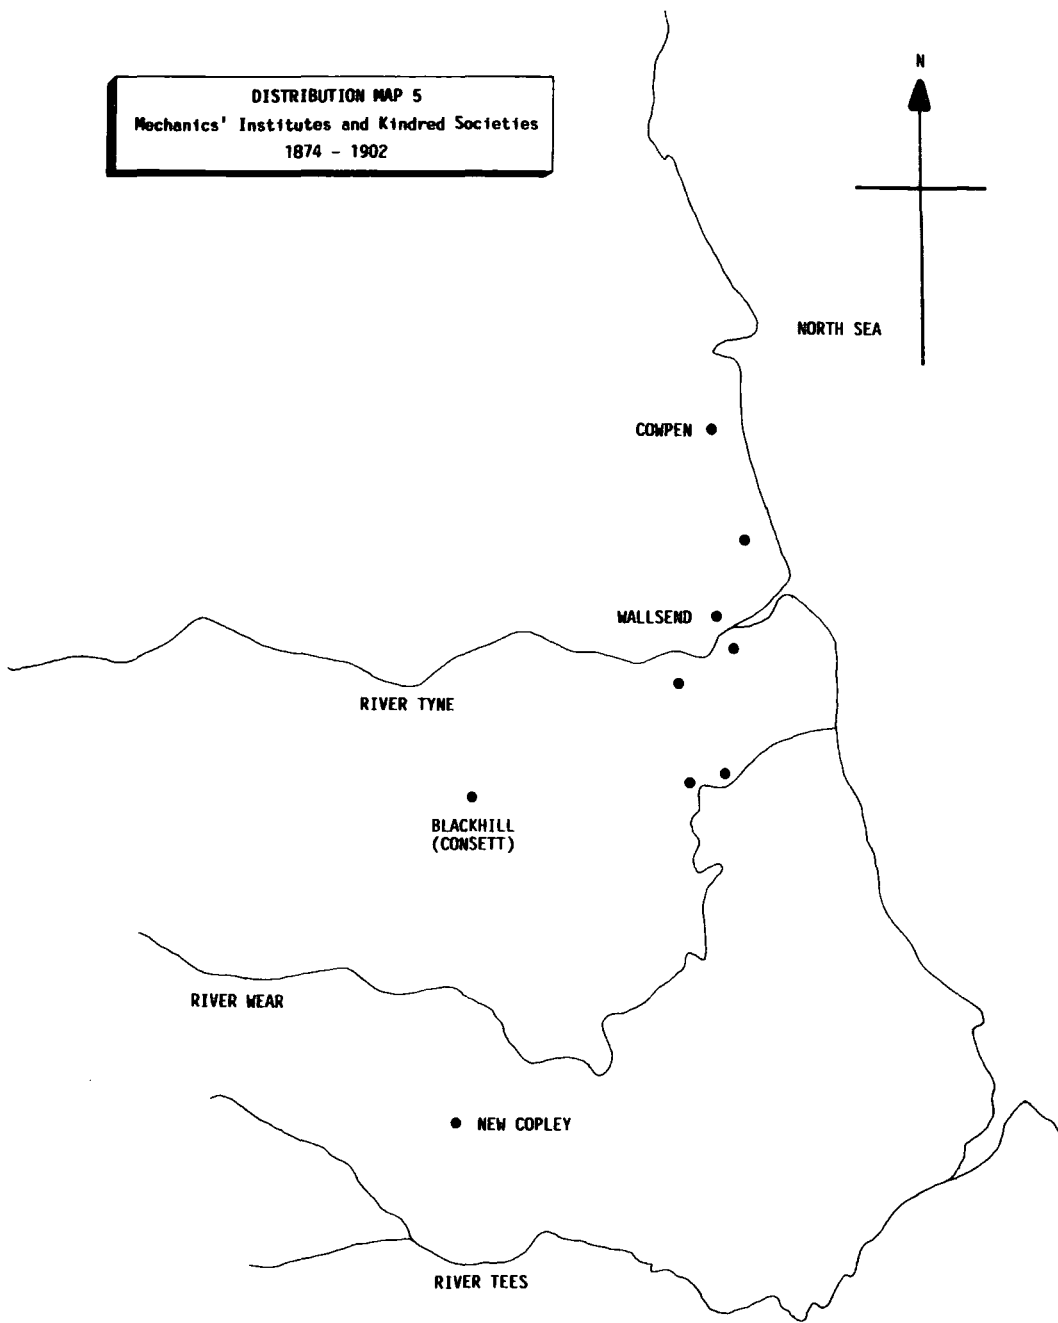 DISTRIBUTION MAP 5
Mechanics' Institutes and Kindred Societies
1874 - 1902
N
NORTH SEA
COWPEN
WALLSEND
RIVER TYNE
BLACKHILL
(CONSETT)
RIVER WEAR
NEW COPLEY
RIVER TEES